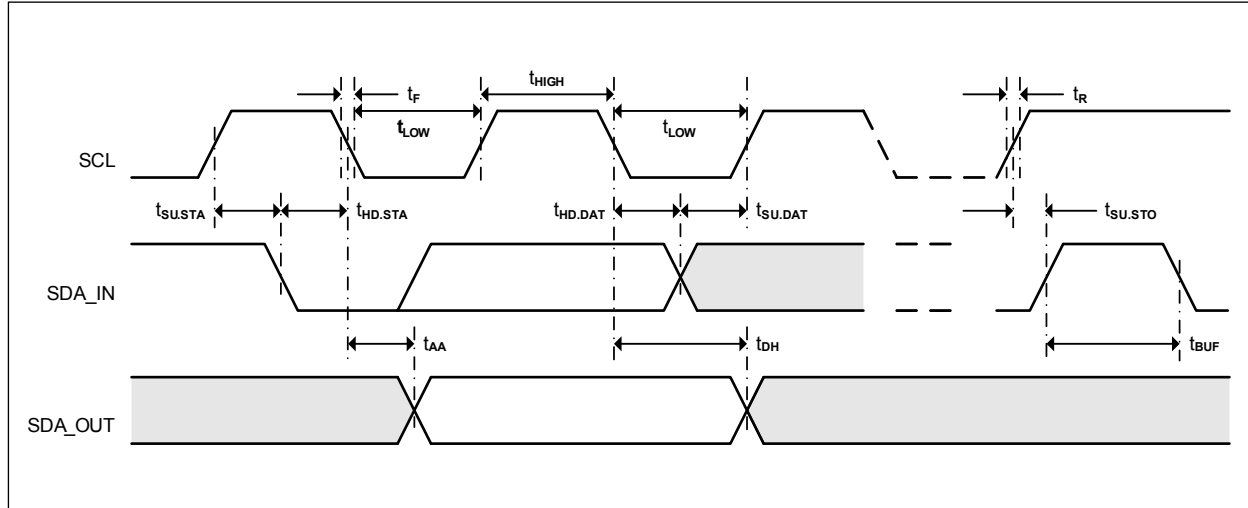 tHIGH
tF
tR
tLOW
tLOW
SCL
tSU.STA
tHD.STA
tHD.DAT
tSU.DAT
tSU.STO
SDA_IN
tAA
tDH
tBUF
SDA_OUT